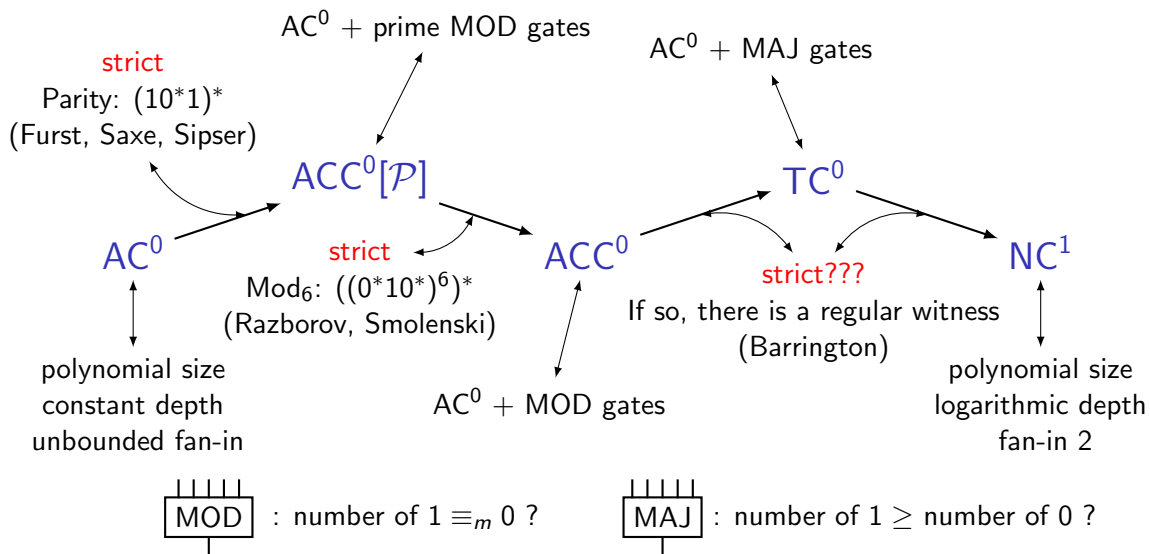 AC⁰ + prime MOD gates
AC⁰ + MAJ gates
strict
Parity: (10*1)*
(Furst, Saxe, Sipser)
ACC⁰[𝒫]
TC⁰
AC⁰
strict
Mod₆: ((0*10*)⁶)*
(Razborov, Smolenski)
ACC⁰
strict???
If so, there is a regular witness
(Barrington)
NC¹
polynomial size
constant depth
unbounded fan-in
AC⁰ + MOD gates
polynomial size
logarithmic depth
fan-in 2
MOD : number of 1 ≡ₘ 0 ?
MAJ : number of 1 ≥ number of 0 ?